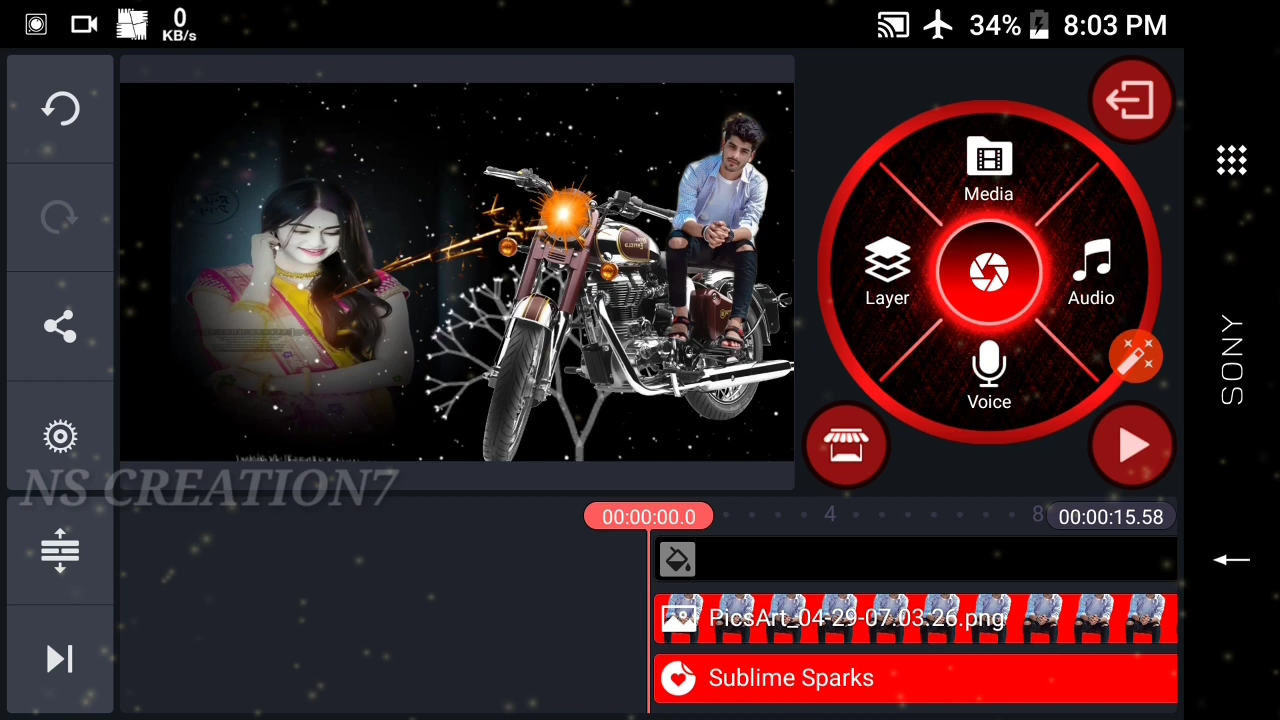 0
KB/s
34%
8:03 PM
Media
Layer
Audio
Voice
SONY
NS CREATION7
00:00:00.0
4
8
00:00:15.58
PicsArt_04-29-07.03.26.png
Sublime Sparks